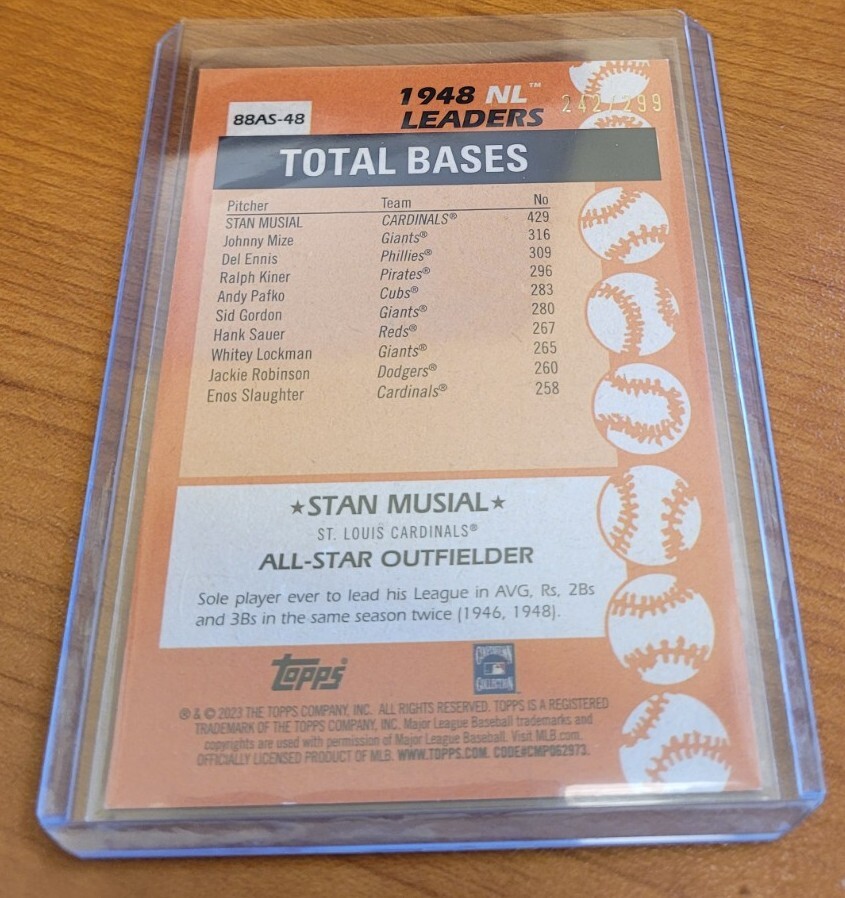 88AS-48
1948 NL™
LEADERS
242/299
TOTAL BASES
Pitcher Team No
STAN MUSIAL CARDINALS® 429
Johnny Mize Giants® 316
Del Ennis Phillies® 309
Ralph Kiner Pirates® 296
Andy Pafko Cubs® 283
Sid Gordon Giants® 280
Hank Sauer Reds® 267
Whitey Lockman Giants® 265
Jackie Robinson Dodgers® 260
Enos Slaughter Cardinals® 258
★STAN MUSIAL★
ST. LOUIS CARDINALS®
ALL-STAR OUTFIELDER
Sole player ever to lead his League in AVG, Rs, 2Bs
and 3Bs in the same season twice (1946, 1948).
topps®
COOPERSTOWN
COLLECTION
® & © 2023 THE TOPPS COMPANY, INC. ALL RIGHTS RESERVED. TOPPS IS A REGISTERED
TRADEMARK OF THE TOPPS COMPANY, INC. Major League Baseball trademarks and
copyrights are used with permission of Major League Baseball. Visit MLB.com.
OFFICIALLY LICENSED PRODUCT OF MLB. WWW.TOPPS.COM. CODE#CMP062973.